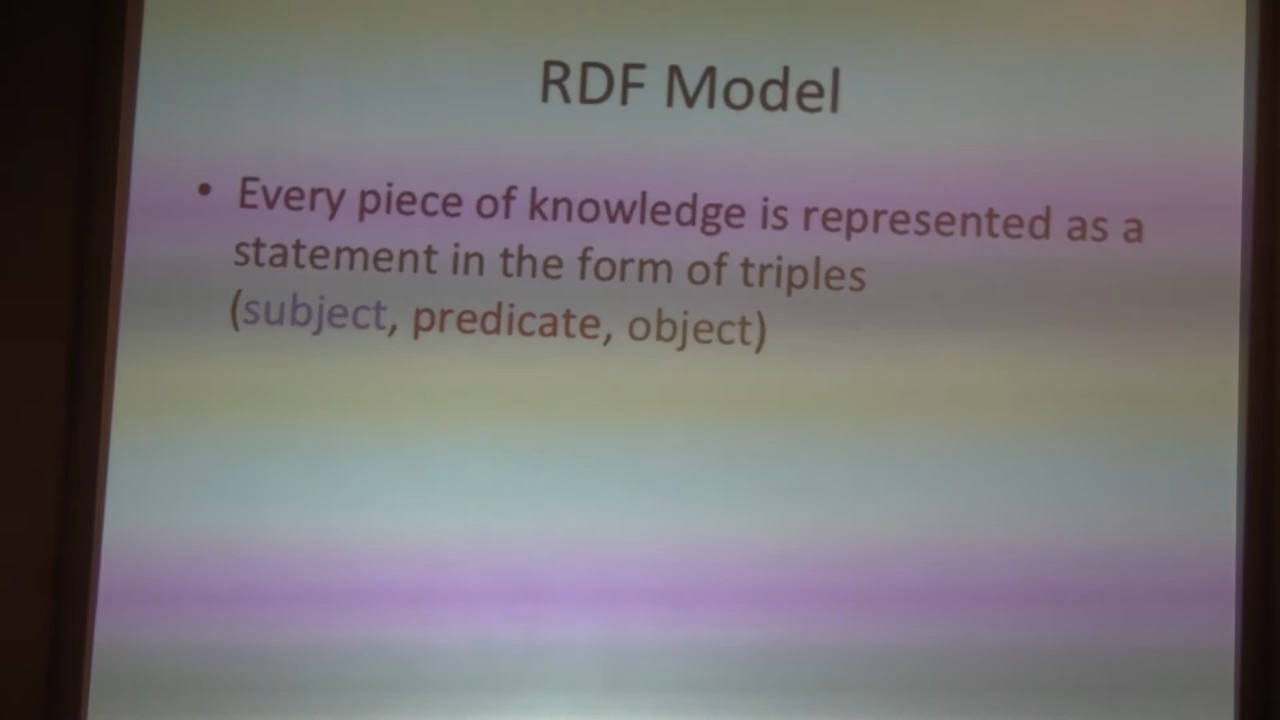 RDF Model
• Every piece of knowledge is represented as a
statement in the form of triples
(subject, predicate, object)